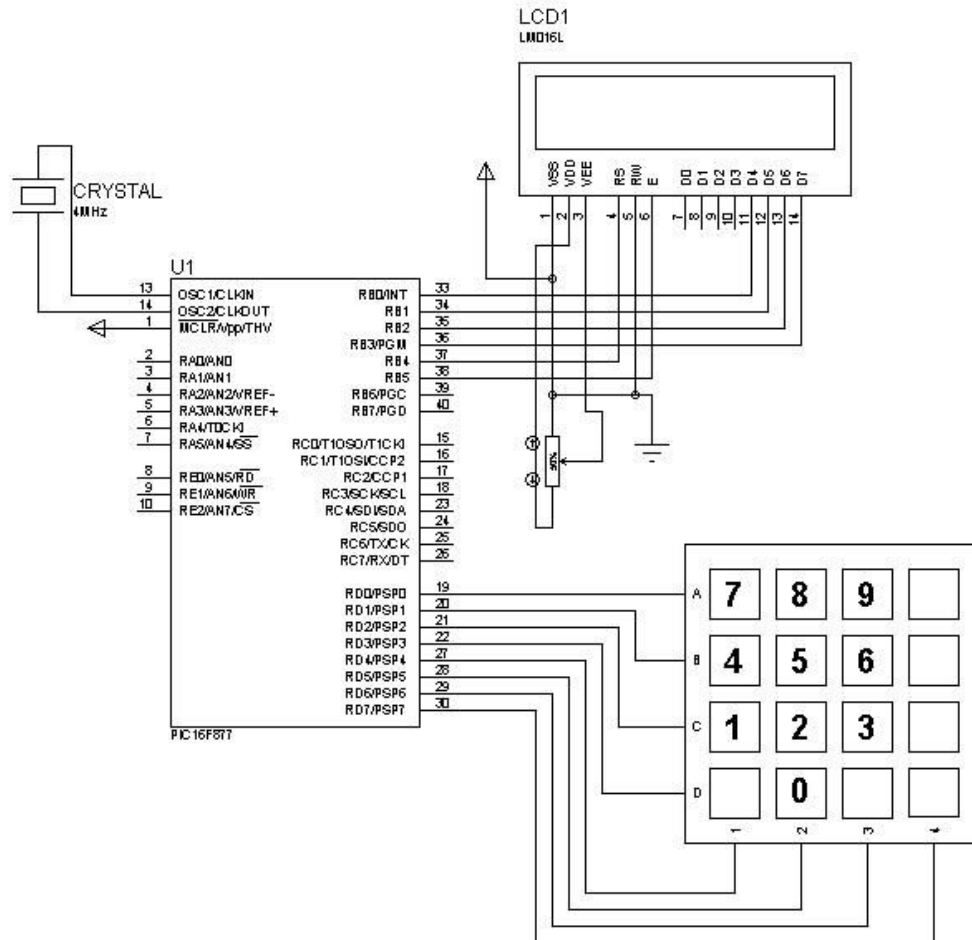 LCD1
LM016L
VSS
VDD
VEE
RS
RW
E
D0
D1
D2
D3
D4
D5
D6
D7
1
2
3
4
5
6
7
8
9
10
11
12
13
14
CRYSTAL
4MHz
U1
13 OSC1/CLKIN RB0/INT 33
14 OSC2/CLKOUT RB1 34
1 MCLR/Vpp/THV RB2 35
RB3/PGM 36
2 RA0/AN0 RB4 37
3 RA1/AN1 RB5 38
4 RA2/AN2/VREF- RB6/PGC 39
5 RA3/AN3/VREF+ RB7/PGD 40
6 RA4/T0CKI
7 RA5/AN4/SS RC0/T1OSO/T1CKI 15
RC1/T1OSI/CCP2 16
8 RE0/AN5/RD RC2/CCP1 17
9 RE1/AN6/WR RC3/SCK/SCL 18
10 RE2/AN7/CS RC4/SDI/SDA 23
RC5/SDO 24
RC6/TX/CK 25
RC7/RX/DT 26
RD0/PSP0 19
RD1/PSP1 20
RD2/PSP2 21
RD3/PSP3 22
RD4/PSP4 27
RD5/PSP5 28
RD6/PSP6 29
RD7/PSP7 30
PIC16F877
50%
A 7 8 9
B 4 5 6
C 1 2 3
D 0
1 2 3 4